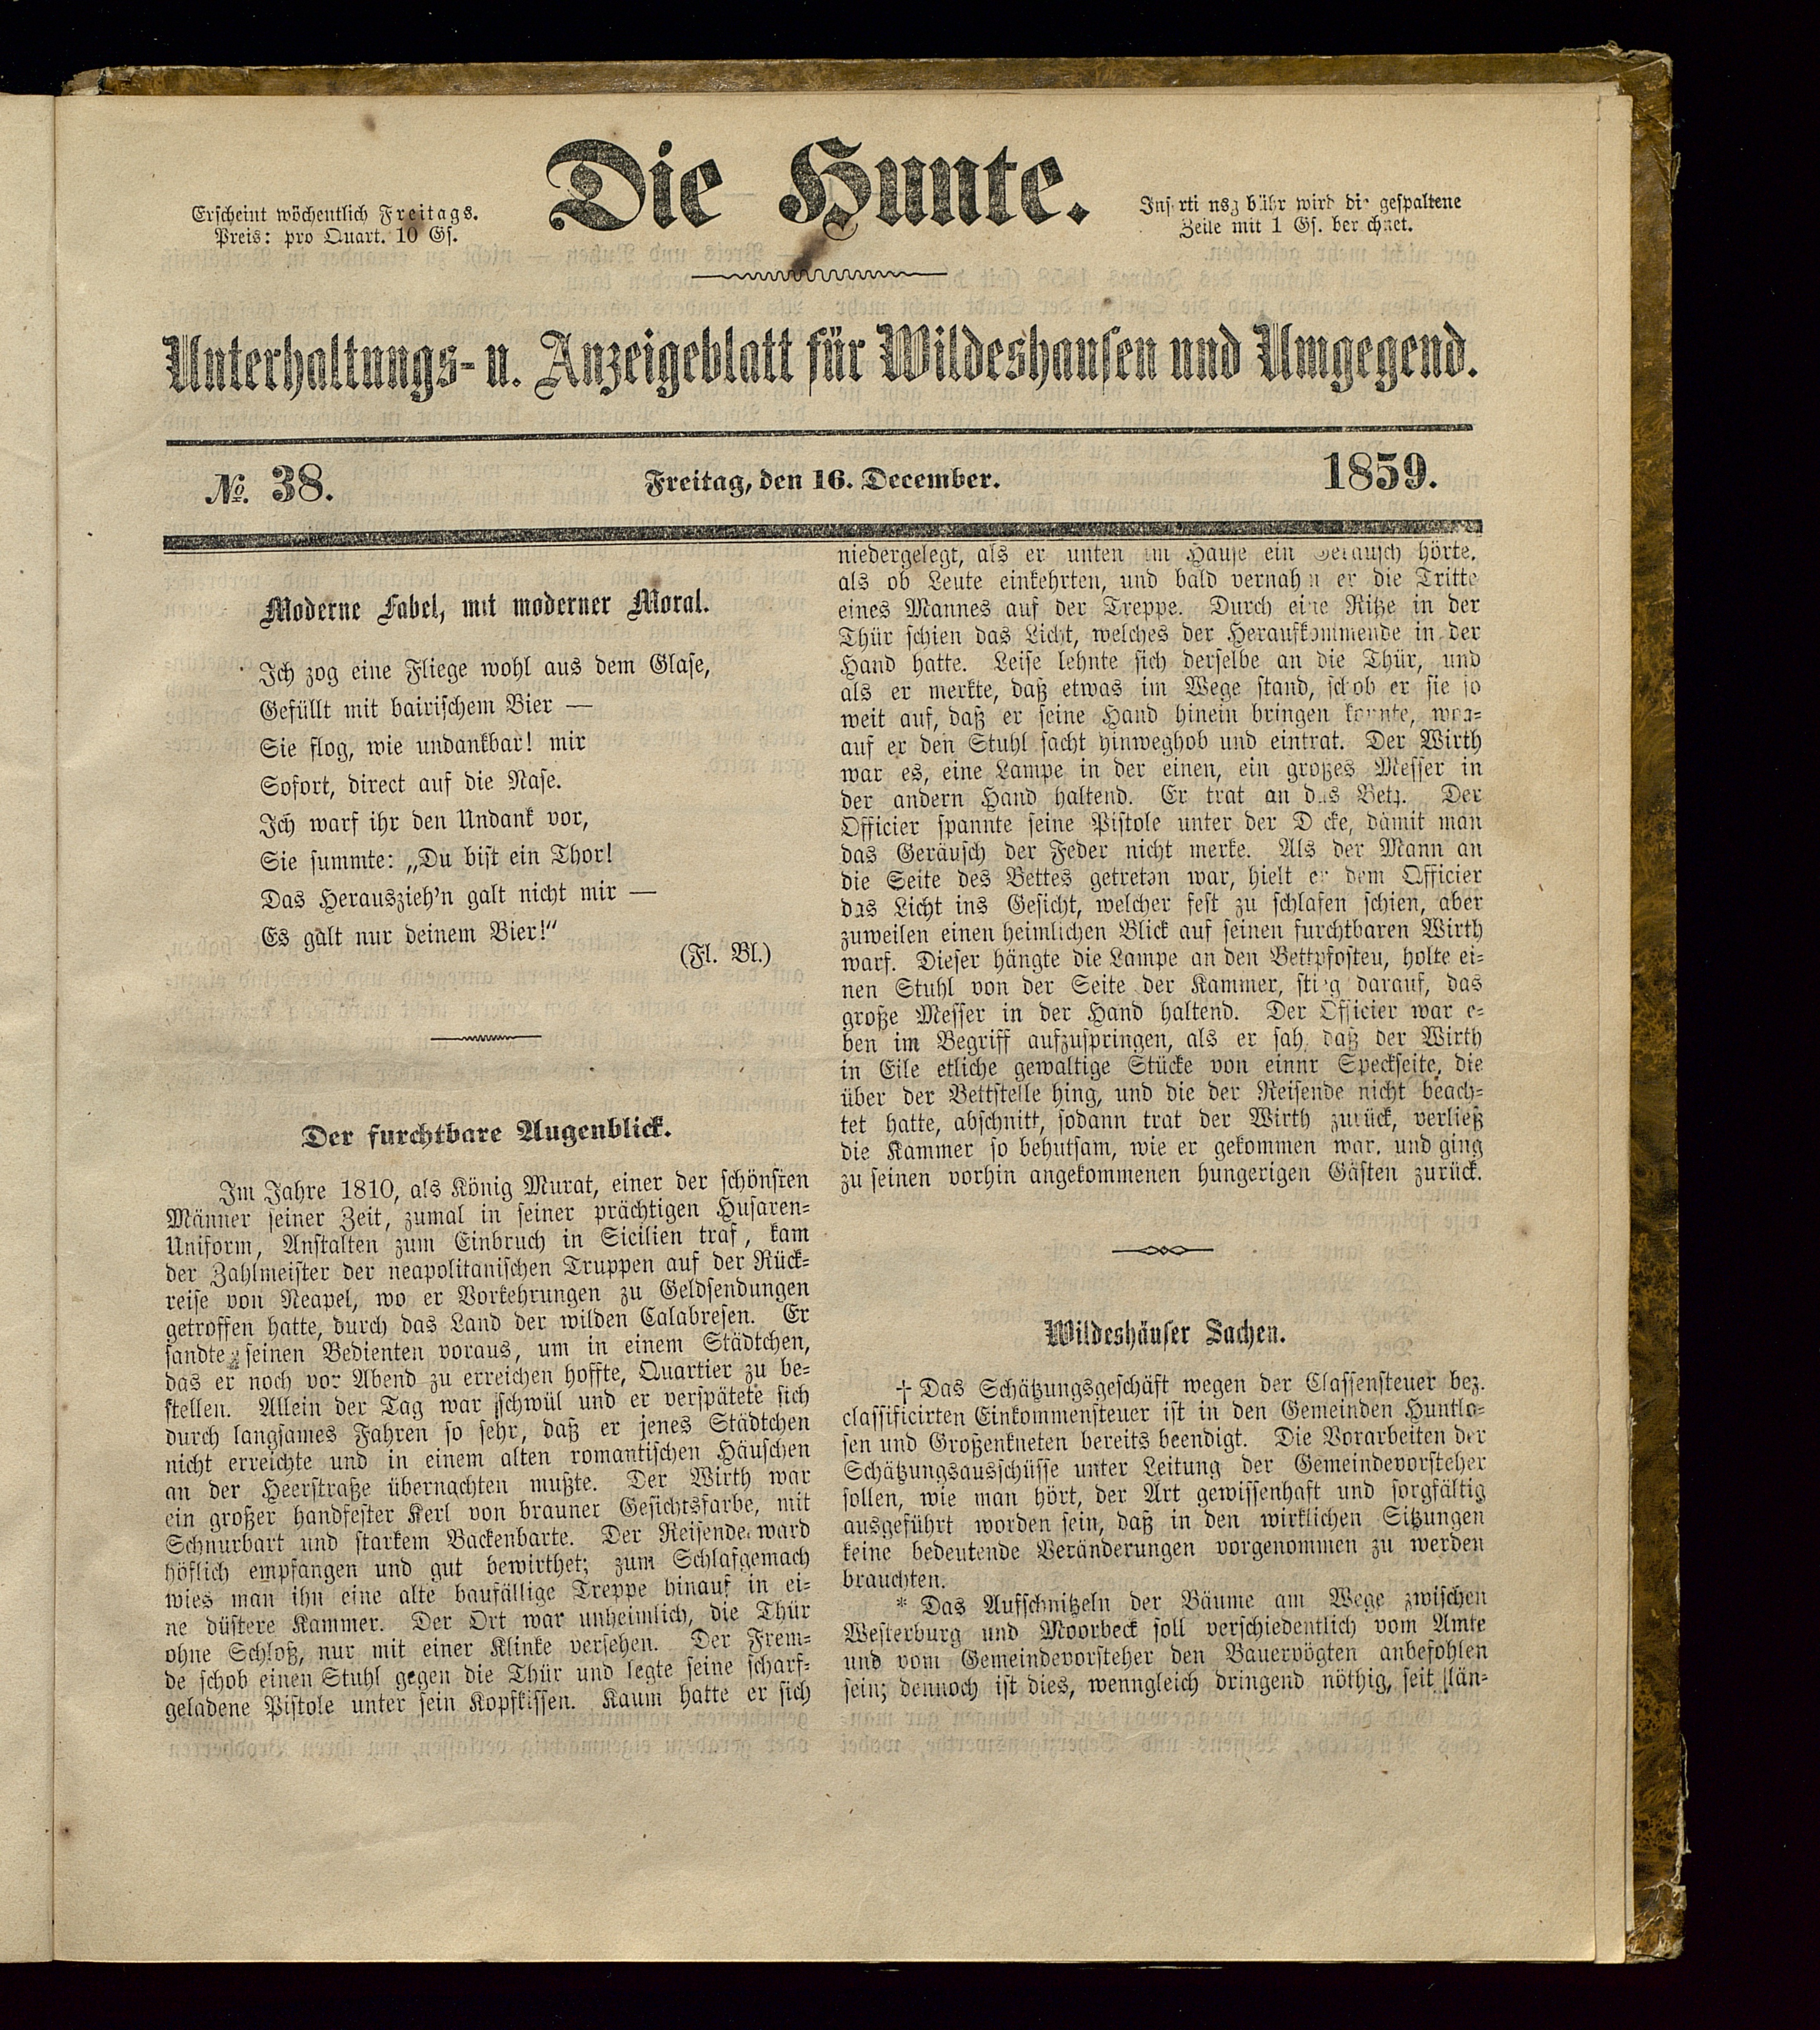 Erscheint wöchentlich Freitags.
Preis: pro Quart. 10 Gs.
Die Hunte.
wird die gespaltene
Zeile mit 1 Gs. ber chnet.
Unterhaltungs- u. Anzeigeblatt für Wildeshausen und Umgegend.
No. 38.
Freitag, den 16. December.
1859.
Moderne Fabel, mit moderner Moral.
Ich zog eine Fliege wohl aus dem Glase,
Gefüllt mit bairischem Bier —
Sie flog, wie undankbar! mir
Sofort, direct auf die Nase.
Ich warf ihr den Undank vor,
Sie summte: „Du bist ein Thor!
Das Herauszieh'n galt nicht mir —
Es galt nur deinem Bier!“
(Fl. Bl.)
Der furchtbare Augenblick.
Im Jahre 1810, als König Murat, einer der schönsten
Männer seiner Zeit, zumal in seiner prächtigen Husaren-
Uniform, Anstalten zum Einbruch in Sicilien traf, kam
der Zahlmeister der neapolitanischen Truppen auf der Rück-
reise von Neapel, wo er Vorkehrungen zu Geldsendungen
getroffen hatte, durch das Land der wilden Calabresen. Er
sandte seinen Bedienten voraus, um in einem Städtchen,
das er noch vor Abend zu erreichen hoffte, Quartier zu be-
stellen. Allein der Tag war schwül und er verspätete sich
durch langsames Fahren so sehr, daß er jenes Städtchen
nicht erreichte und in einem alten romantischen Häuschen
an der Heerstraße übernachten mußte. Der Wirth war
ein großer handfester Kerl von brauner Gesichtsfarbe, mit
Schnurbart und starkem Backenbarte. Der Reisende ward
höflich empfangen und gut bewirthet; zum Schlafgemach
wies man ihn eine alte baufällige Treppe hinauf in ei-
ne düstere Kammer. Der Ort war unheimlich, die Thür
ohne Schloß, nur mit einer Klinke versehen. Der Frem-
de schob einen Stuhl gegen die Thür und legte seine scharf-
geladene Pistole unter sein Kopfkissen. Kaum hatte er sich
niedergelegt, als er unten im Hause ein Geräusch hörte,
als ob Leute einkehrten, und bald vernahm er die Tritte
eines Mannes auf der Treppe. Durch eine Ritze in der
Thür schien das Licht, welches der Heraufkommende in der
Hand hatte. Leise lehnte sich derselbe an die Thür, und
als er merkte, daß etwas im Wege stand, schob er sie so
weit auf, daß er seine Hand hinein bringen konnte, wor-
auf er den Stuhl sacht hinweghob und eintrat. Der Wirth
war es, eine Lampe in der einen, ein großes Messer in
der andern Hand haltend. Er trat an das Bett. Der
Officier spannte seine Pistole unter der D cke, damit man
das Geräusch der Feder nicht merke. Als der Mann an
die Seite des Bettes getreten war, hielt er dem Officier
das Licht ins Gesicht, welcher fest zu schlafen schien, aber
zuweilen einen heimlichen Blick auf seinen furchtbaren Wirth
warf. Dieser hängte die Lampe an den Bettpfosten, holte ei-
nen Stuhl von der Seite der Kammer, stieg darauf, das
große Messer in der Hand haltend. Der Officier war e-
ben im Begriff aufzuspringen, als er sah, daß der Wirth
in Eile etliche gewaltige Stücke von einnr Speckseite, die
über der Bettstelle hing, und die der Reisende nicht beach-
tet hatte, abschnitt, sodann trat der Wirth zurück, verließ
die Kammer so behutsam, wie er gekommen war, und ging
zu seinen vorhin angekommenen hungerigen Gästen zurück.
Wildeshäuser Sachen.
† Das Schätzungsgeschäft wegen der Classensteuer bez.
classificirten Einkommensteuer ist in den Gemeinden Huntlo-
sen und Großenkneten bereits beendigt. Die Vorarbeiten der
Schätzungsausschüsse unter Leitung der Gemeindevorsteher
sollen, wie man hört, der Art gewissenhaft und sorgfältig
ausgeführt worden sein, daß in den wirklichen Sitzungen
keine bedeutende Veränderungen vorgenommen zu werden
brauchten.
* Das Aufschnitzeln der Bäume am Wege zwischen
Westerburg und Moorbeck soll verschiedentlich vom Amte
und vom Gemeindevorsteher den Bauervögten anbefohlen
sein; dennoch ist dies, wenngleich dringend nöthig, seit län-